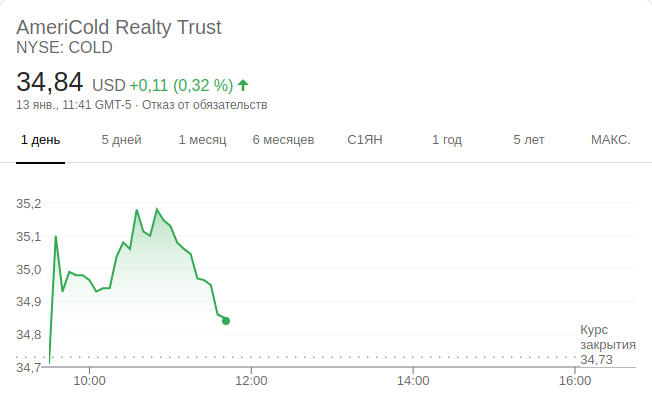 AmeriCold Realty Trust
NYSE: COLD
34,84 USD +0,11 (0,32 %)
13 янв., 11:41 GMT-5 · Отказ от обязательств
1 день 5 дней 1 месяц 6 месяцев С1ЯН 1 год 5 лет МАКС.
35,2
35,1
35,0
34,9
34,8
34,7
Курс
закрытия
34,73
10:00 12:00 14:00 16:00